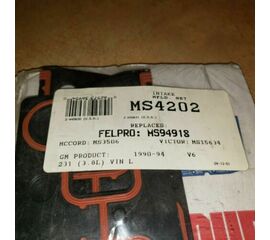 INTAKE
MFLD. SET
MS4202
REPLACES:
FELPRO: MS94918
MCCORD: MS3506 VICTOR: MS15634
GM PRODUCT: 1990-94 V6
231 (3.8L) VIN L